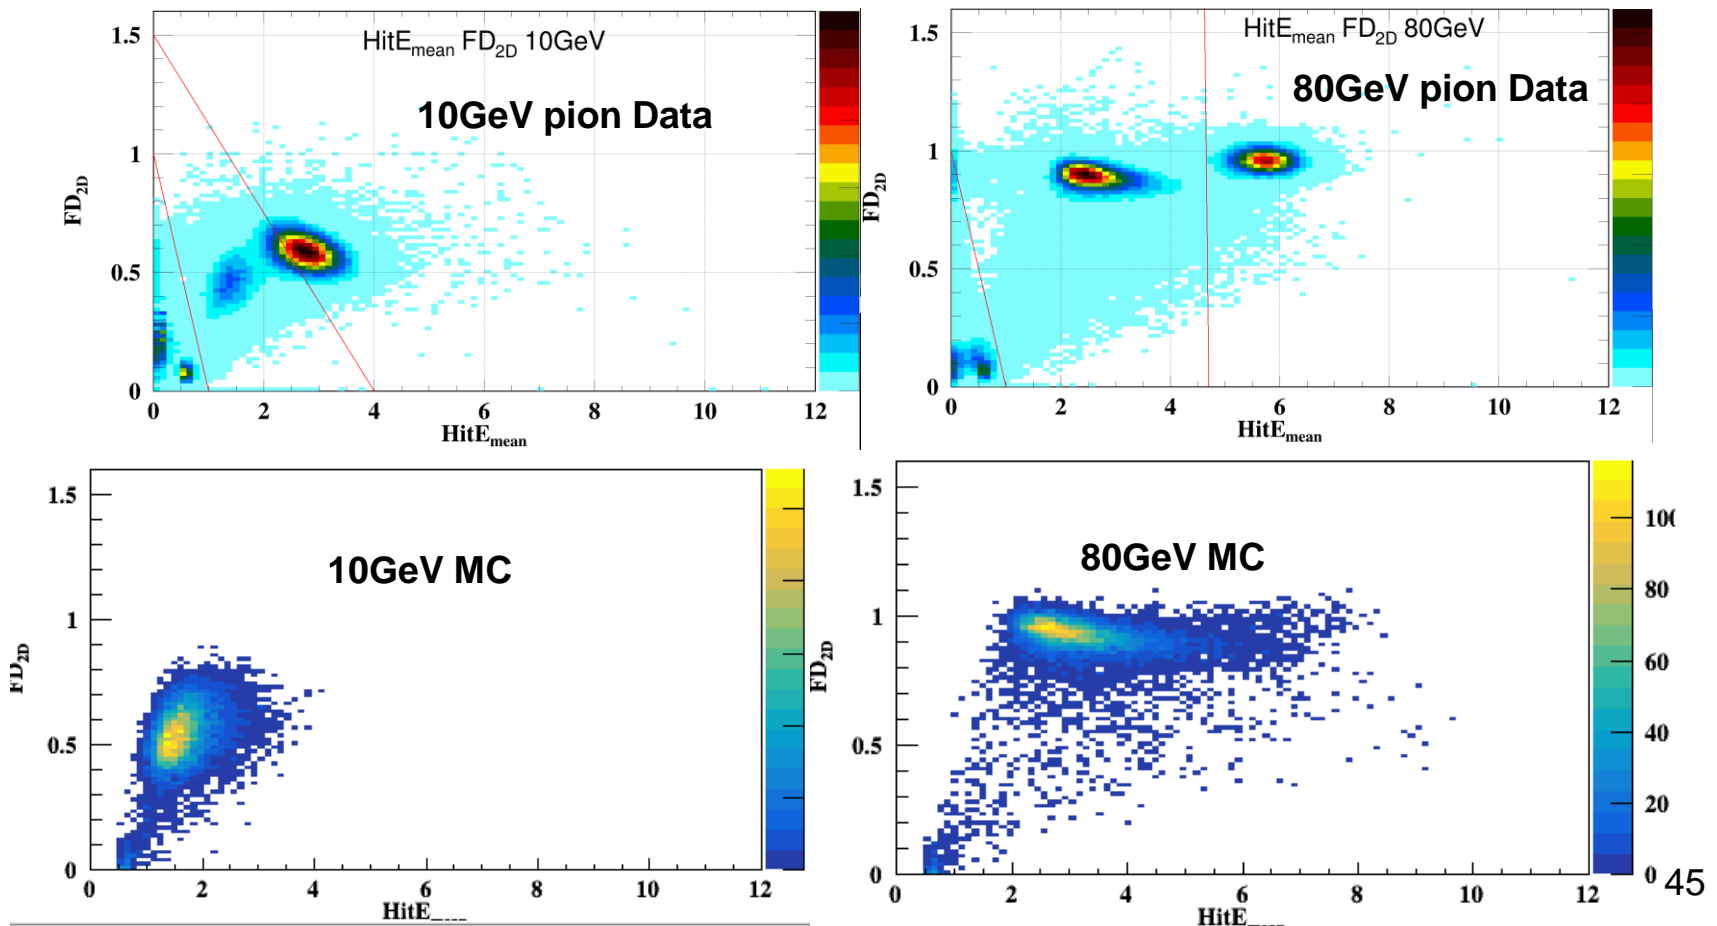 HitE_mean FD_2D 10GeV
10GeV pion Data
1.5
1
0.5
0
FD_2D
0 2 4 6 8 10 12
HitE_mean
HitE_mean FD_2D 80GeV
80GeV pion Data
1.5
1
0.5
0
FD_2D
0 2 4 6 8 10 12
HitE_mean
10GeV MC
1.5
1
0.5
0
FD_2D
0 2 4 6 8 10 12
HitE
80GeV MC
1.5
1
0.5
0
FD_2D
0 2 4 6 8 10 12
HitE
80
60
40
20
0
45